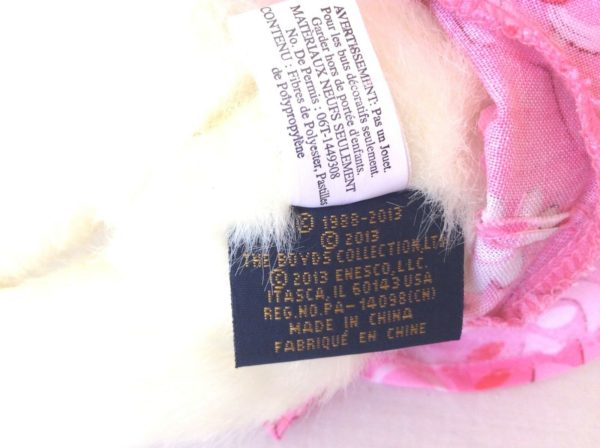 AVERTISSEMENT: Pas un Jouet.
Pour les buts décoratifs seulement.
Garder hors de portée d'enfants.
MATÉRIAUX NEUFS SEULEMENT
No. De Permis : 06T-1449308
CONTENU : Fibres de Polyester, Pastilles
de Polypropylène
© 1988-2013
© 2013
THE BOYDS COLLECTION, LTD.
© 2013 ENESCO, LLC.
ITASCA, IL 60143 USA
REG.NO.PA-14098(CN)
MADE IN CHINA
FABRIQUÉ EN CHINE